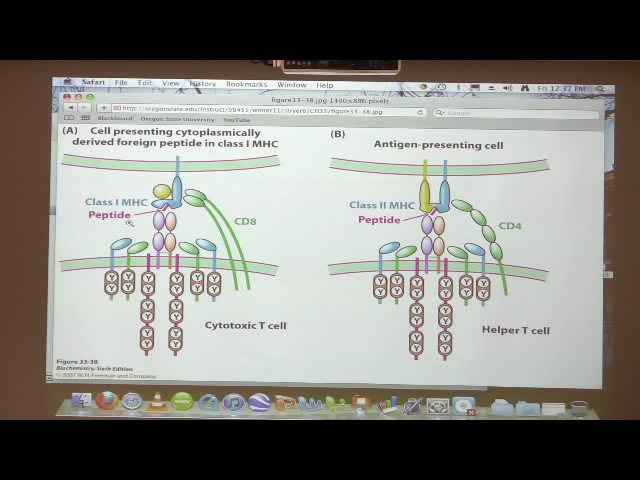 Safari File Edit View History Bookmarks Window Help Fri 12:37 PM
figure33-38.jpg 1400×896 pixels
http://oregonstate.edu/instruct/bb451/winter11/stryer6/CH33/figure33-38.jpg Google
Blackboard Oregon State University YouTube
(A) Cell presenting cytoplasmically
derived foreign peptide in class I MHC
Class I MHC
Peptide
CD8
Cytotoxic T cell
(B)
Antigen-presenting cell
Class II MHC
Peptide
CD4
Helper T cell
Figure 33-38
Biochemistry, Sixth Edition
© 2007 W.H. Freeman and Company